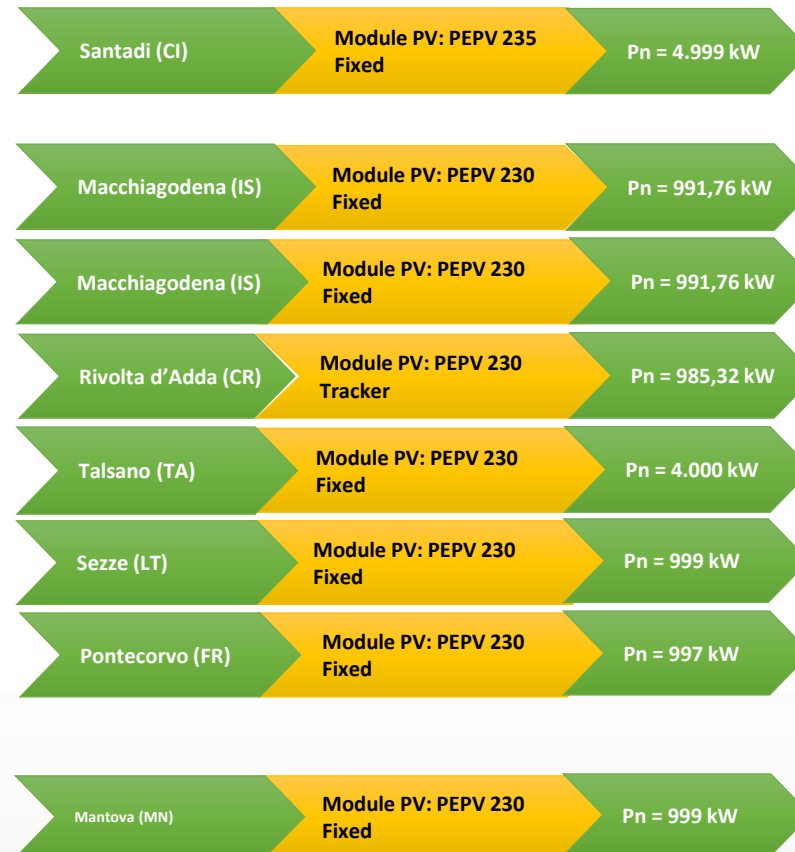 Santadi (CI)
Module PV: PEPV 235
Fixed
Pn = 4.999 kW
Macchiagodena (IS)
Module PV: PEPV 230
Fixed
Pn = 991,76 kW
Macchiagodena (IS)
Module PV: PEPV 230
Fixed
Pn = 991,76 kW
Rivolta d’Adda (CR)
Module PV: PEPV 230
Tracker
Pn = 985,32 kW
Talsano (TA)
Module PV: PEPV 230
Fixed
Pn = 4.000 kW
Sezze (LT)
Module PV: PEPV 230
Fixed
Pn = 999 kW
Pontecorvo (FR)
Module PV: PEPV 230
Fixed
Pn = 997 kW
Mantova (MN)
Module PV: PEPV 230
Fixed
Pn = 999 kW